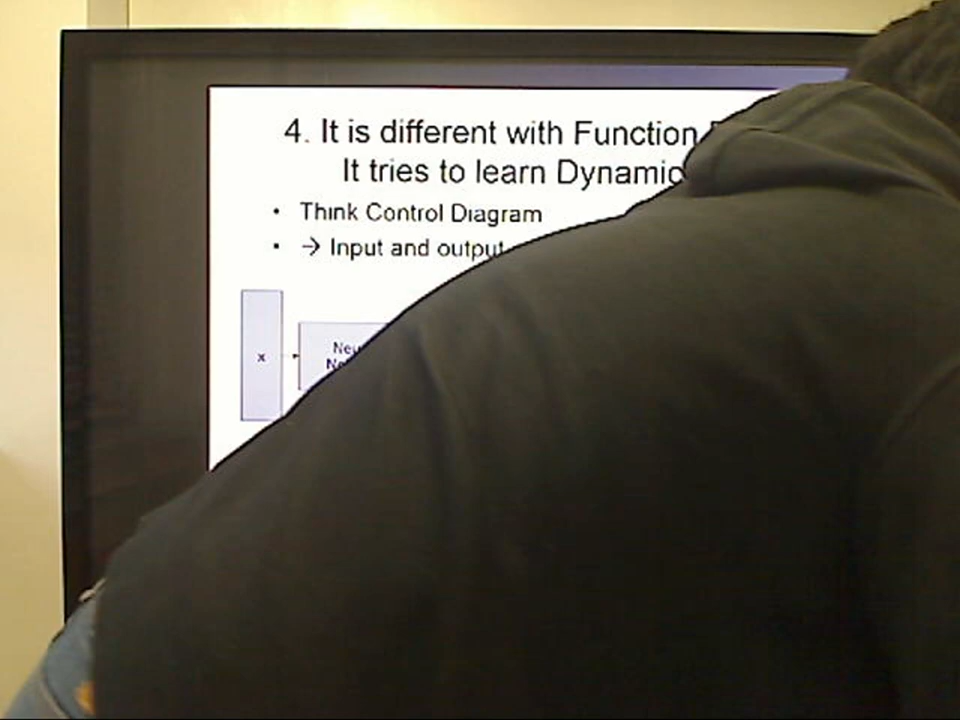 4. It is different with Function
It tries to learn Dynamic
• Think Control Diagram
• → Input and output
x